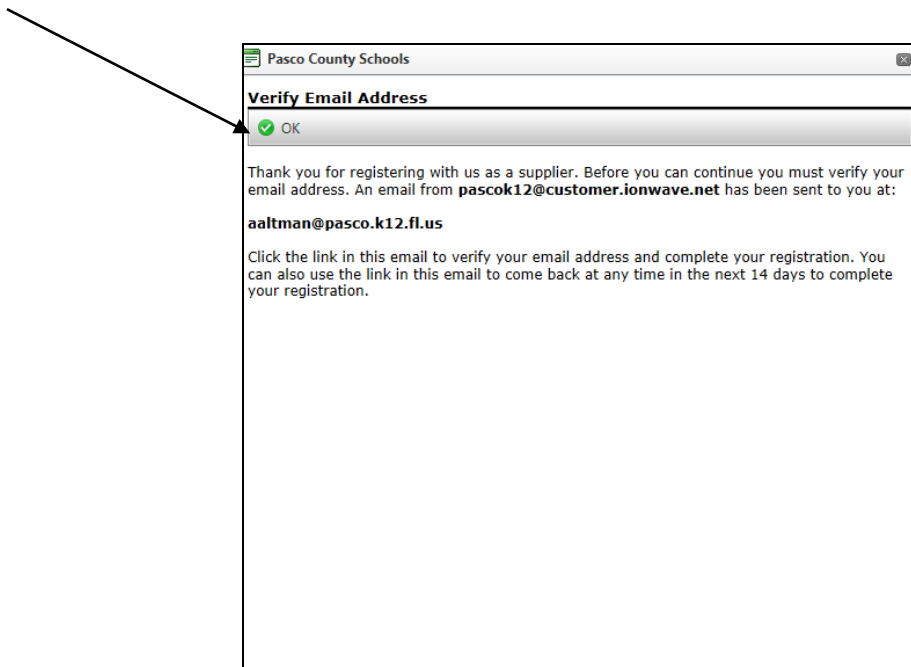 Pasco County Schools
Verify Email Address
OK
Thank you for registering with us as a supplier. Before you can continue you must verify your
email address. An email from pascok12@customer.ionwave.net has been sent to you at:
aaltman@pasco.k12.fl.us
Click the link in this email to verify your email address and complete your registration. You
can also use the link in this email to come back at any time in the next 14 days to complete
your registration.